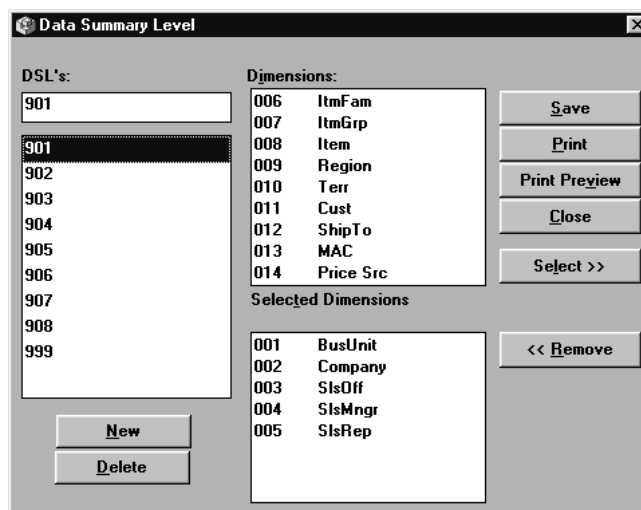 Data Summary Level
DSL's:
901
901
902
903
904
905
906
907
908
999
New
Delete
Dimensions:
006 ItmFam
007 ItmGrp
008 Item
009 Region
010 Terr
011 Cust
012 ShipTo
013 MAC
014 Price Src
Selected Dimensions
001 BusUnit
002 Company
003 SlsOff
004 SlsMngr
005 SlsRep
Save
Print
Print Preview
Close
Select >>
<< Remove